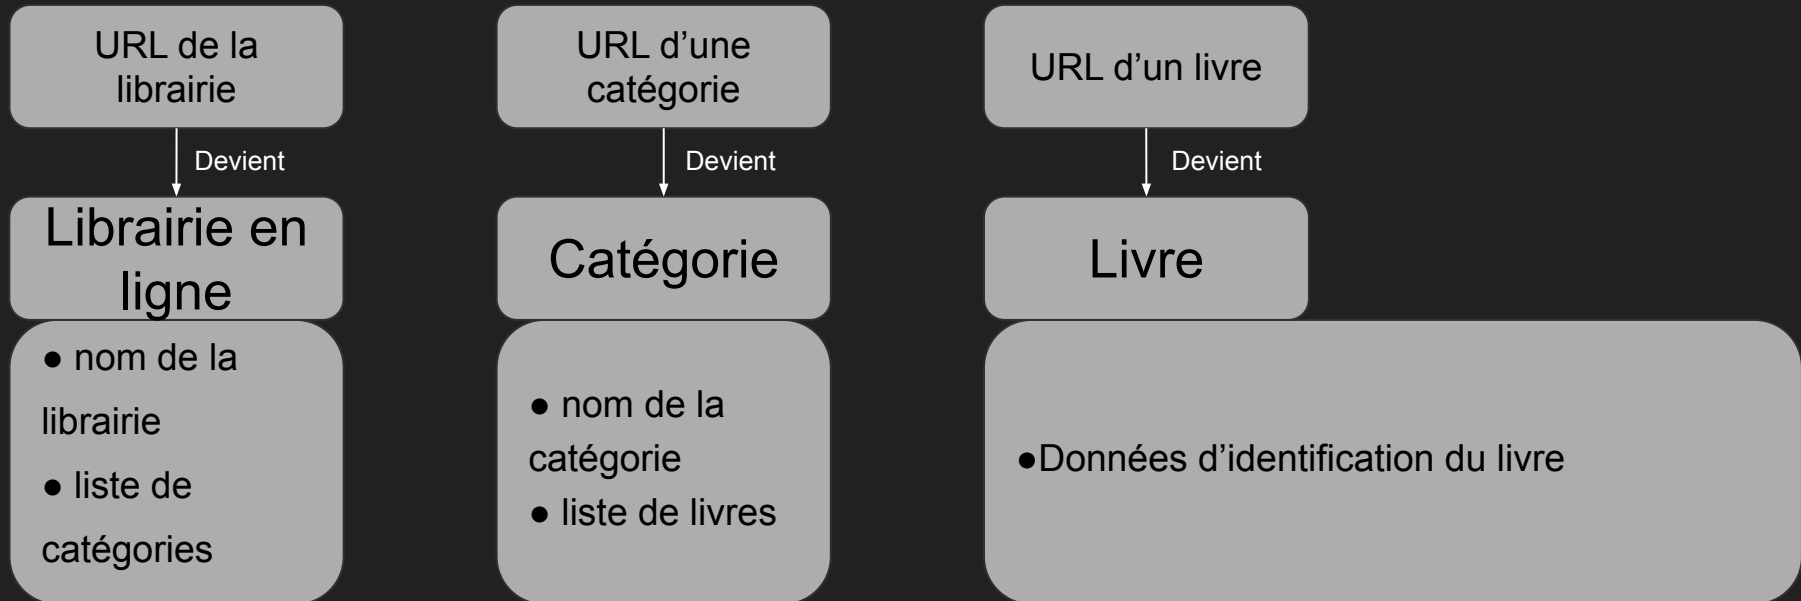 URL de la
librairie
URL d’une
catégorie
URL d’un livre
Devient
Devient
Devient
Librairie en
ligne
Catégorie
Livre
● nom de la
librairie
● liste de
catégories
● nom de la
catégorie
● liste de livres
●Données d’identification du livre